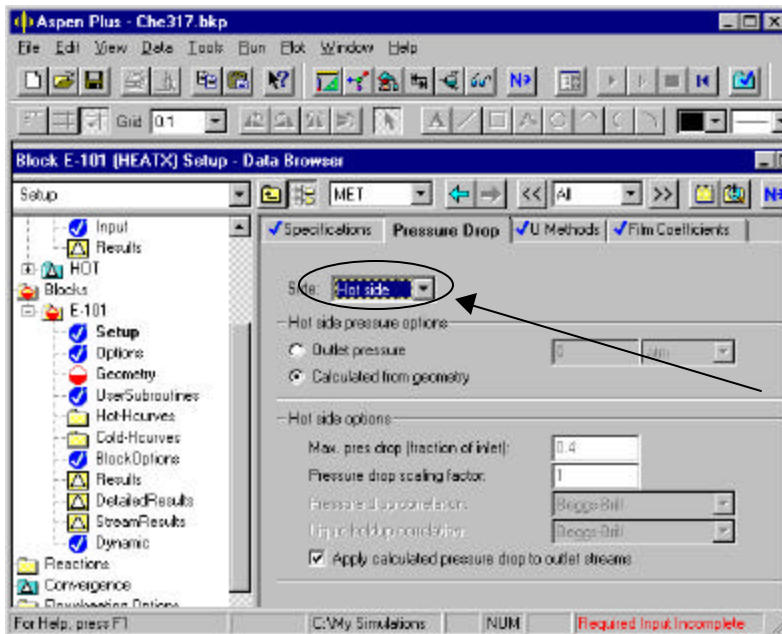 Aspen Plus - Che317.bkp
File Edit View Data Tools Run Plot Window Help
Grid 0.1
Block E-101 (HEATX) Setup - Data Browser
Setup MET All N
Specifications Pressure Drop U Methods Film Coefficients
Input
Results
HOT
Blocks
E-101
Setup
Options
Geometry
UserSubroutines
Hot-Hcurves
Cold-Hcurves
BlockOptions
Results
DetailedResults
StreamResults
Dynamic
Reactions
Convergence
Flowsheeting Options
Side: Hot side
Hot side pressure options
Outlet pressure 0 atm
Calculated from geometry
Hot side options
Max. pres drop (fraction of inlet): 0.4
Pressure drop scaling factor: 1
Pressure drop correlation: Beggs-Brill
Liquid holdup correlation: Beggs-Brill
Apply calculated pressure drop to outlet streams
For Help, press F1 C:\My Simulations NUM Required Input Incomplete